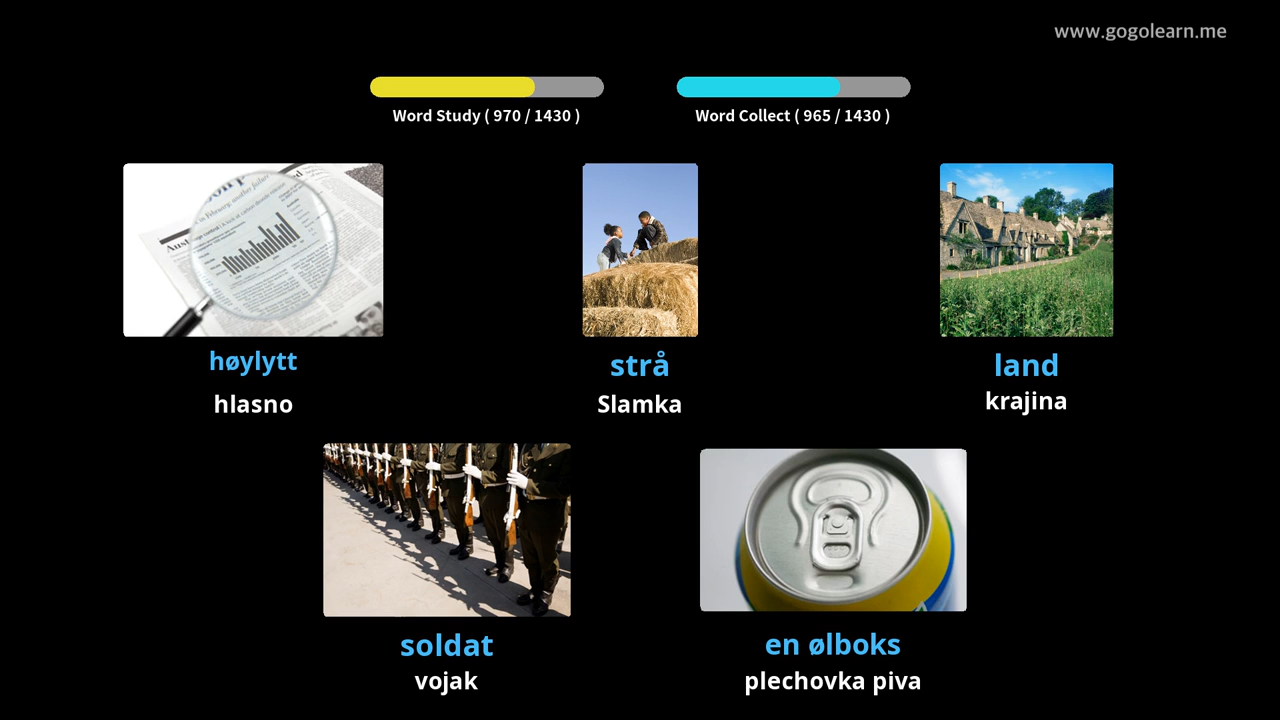 www.gogolearn.me
Word Study ( 970 / 1430 )
Word Collect ( 965 / 1430 )
høylytt
hlasno
strå
Slamka
land
krajina
soldat
vojak
en ølboks
plechovka piva